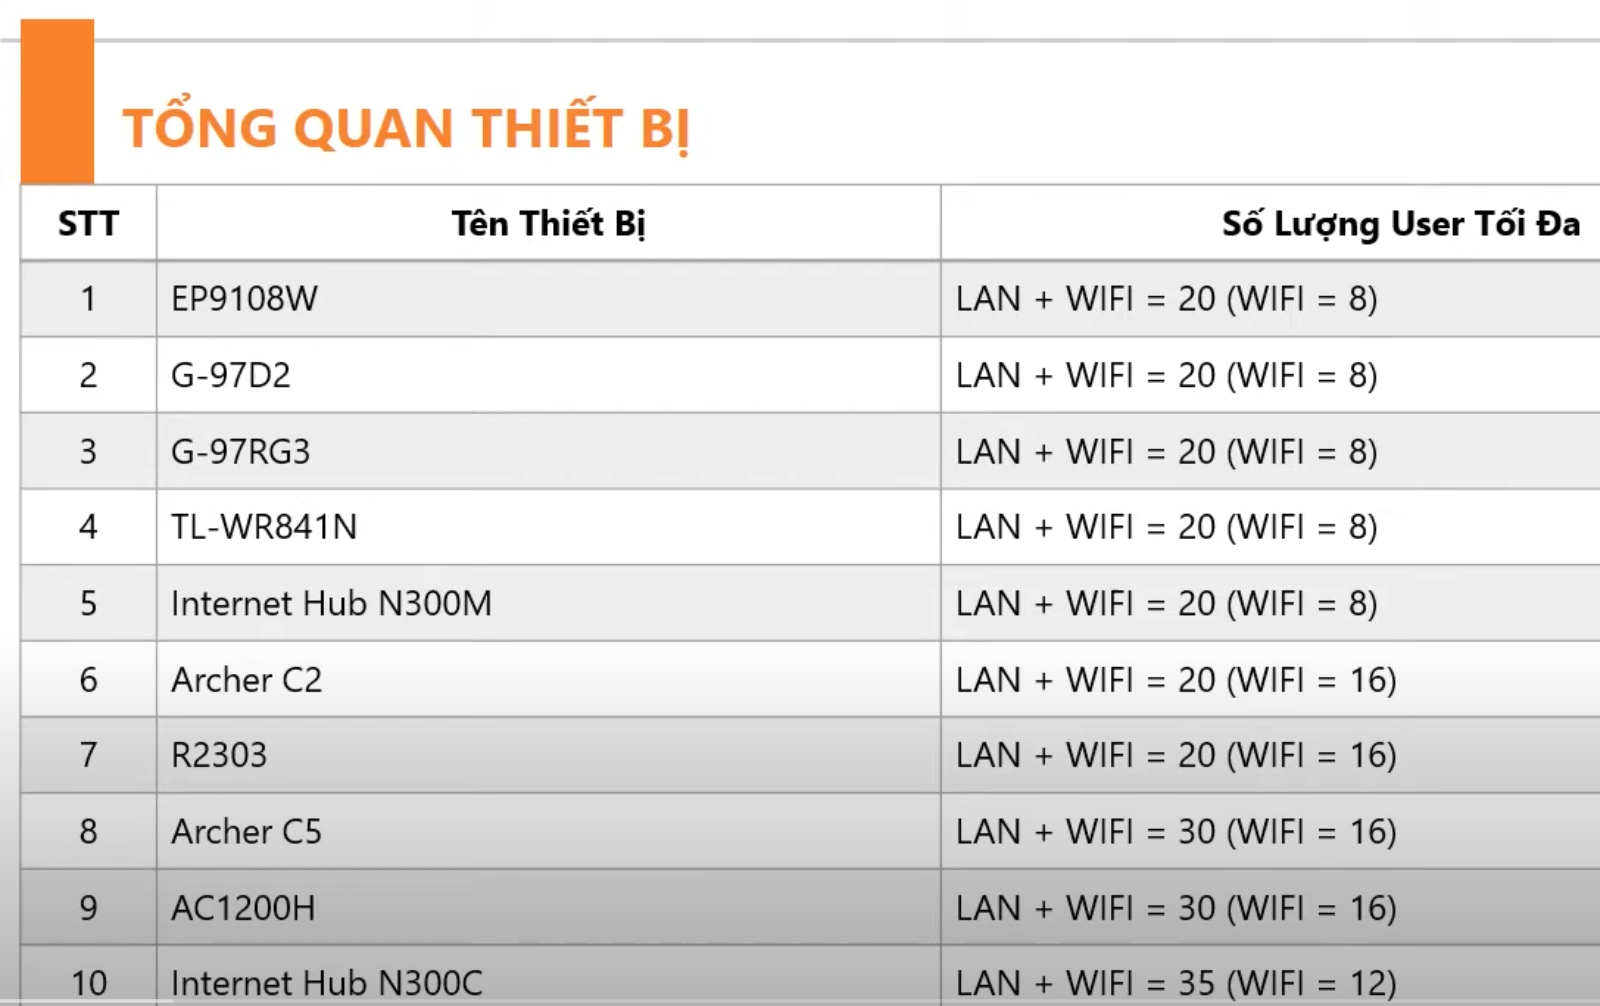 TỔNG QUAN THIẾT BỊ
STT Tên Thiết Bị Số Lượng User Tối Đa
1 EP9108W LAN + WIFI = 20 (WIFI = 8)
2 G-97D2 LAN + WIFI = 20 (WIFI = 8)
3 G-97RG3 LAN + WIFI = 20 (WIFI = 8)
4 TL-WR841N LAN + WIFI = 20 (WIFI = 8)
5 Internet Hub N300M LAN + WIFI = 20 (WIFI = 8)
6 Archer C2 LAN + WIFI = 20 (WIFI = 16)
7 R2303 LAN + WIFI = 20 (WIFI = 16)
8 Archer C5 LAN + WIFI = 30 (WIFI = 16)
9 AC1200H LAN + WIFI = 30 (WIFI = 16)
10 Internet Hub N300C LAN + WIFI = 35 (WIFI = 12)